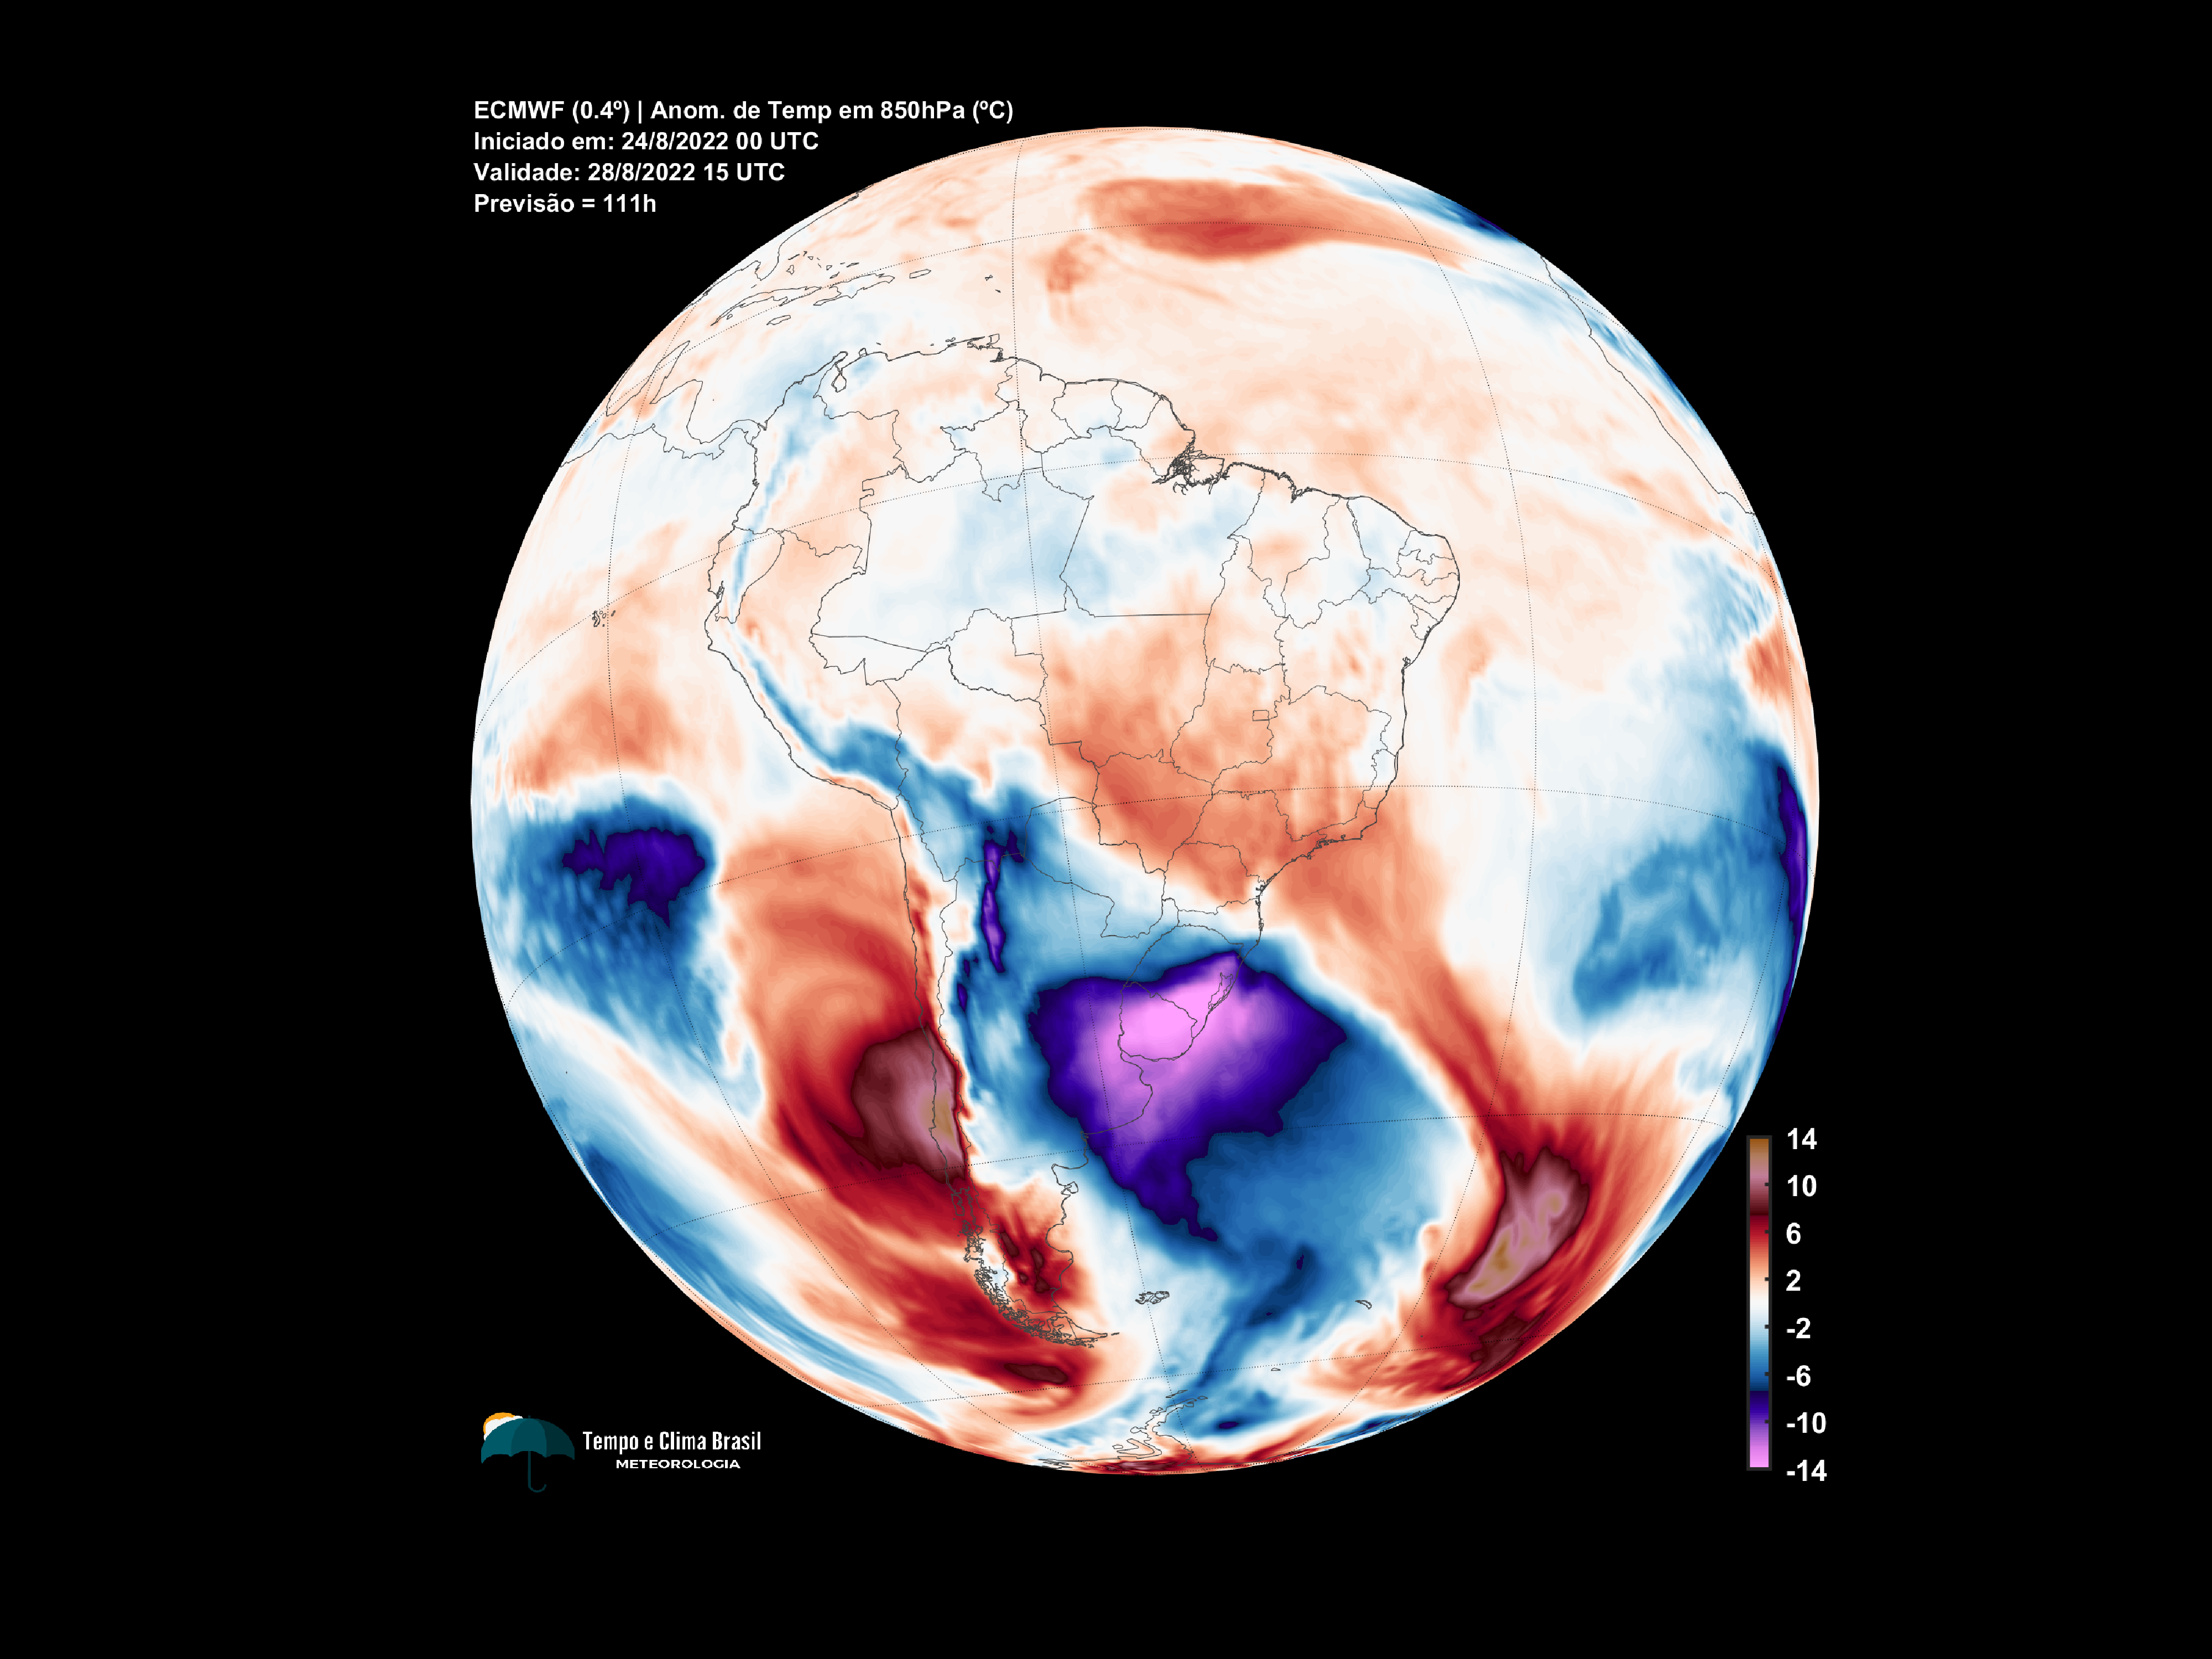 ECMWF (0.4º) | Anom. de Temp em 850hPa (ºC)
Iniciado em: 24/8/2022 00 UTC
Validade: 28/8/2022 15 UTC
Previsão = 111h
14
10
6
2
-2
-6
-10
-14
Tempo e Clima Brasil
METEOROLOGIA